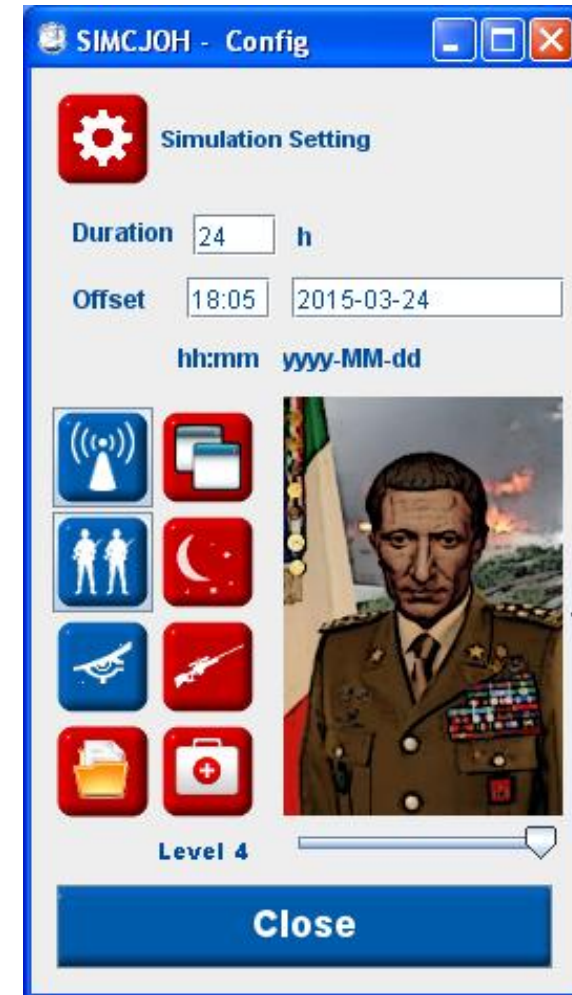 SIMCJOH - Config
Simulation Setting
Duration 24 h
Offset 18:05 2015-03-24
hh:mm yyyy-MM-dd
Level 4
Close